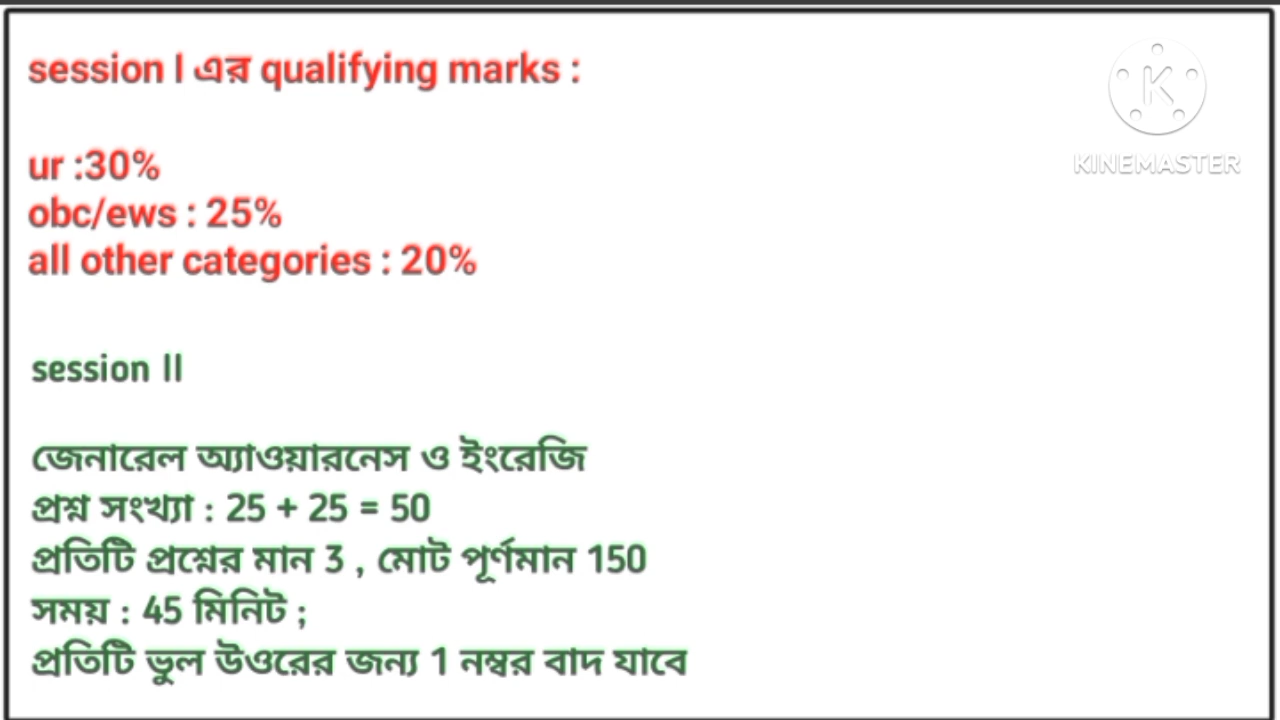 session I এর qualifying marks :
KINEMASTER
ur :30%
obc/ews : 25%
all other categories : 20%
session II
জেনারেল অ্যাওয়ারনেস ও ইংরেজি
প্রশ্ন সংখ্যা : 25 + 25 = 50
প্রতিটি প্রশ্নের মান 3 , মোট পূর্ণমান 150
সময় : 45 মিনিট ;
প্রতিটি ভুল উওরের জন্য 1 নম্বর বাদ যাবে